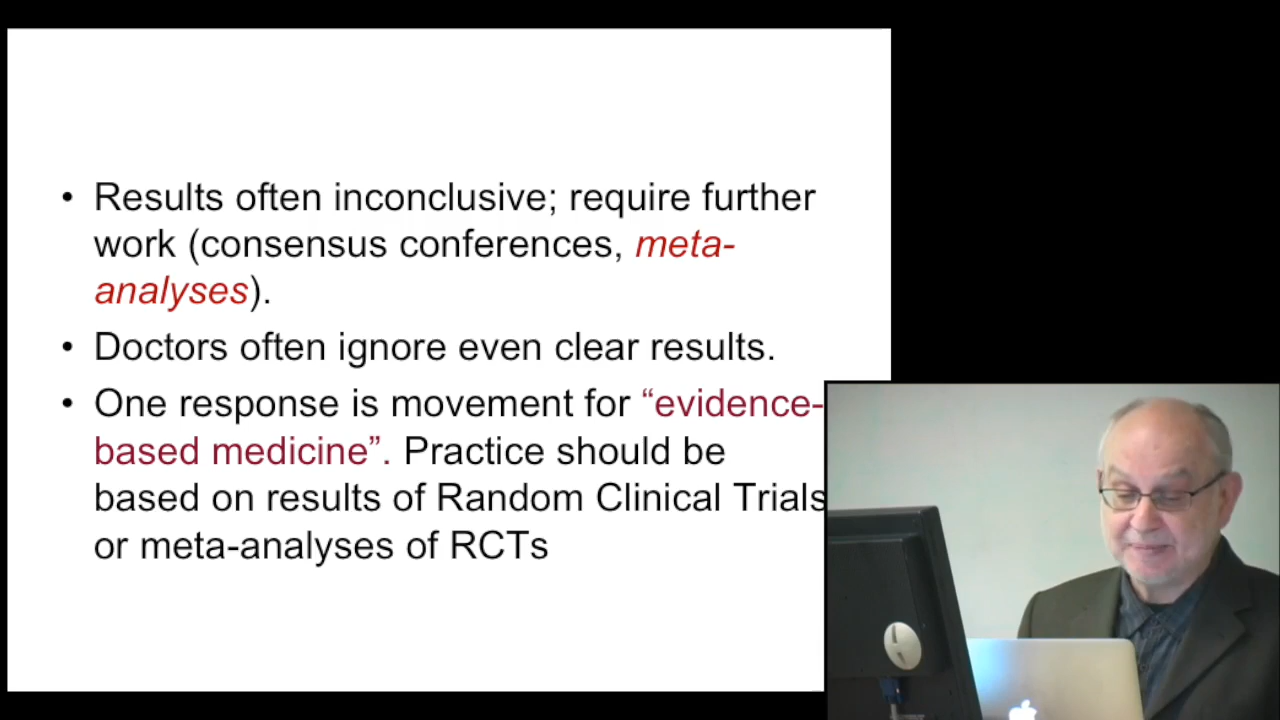 • Results often inconclusive; require further
work (consensus conferences, meta-
analyses).
• Doctors often ignore even clear results.
• One response is movement for “evidence-
based medicine”. Practice should be
based on results of Random Clinical Trials
or meta-analyses of RCTs